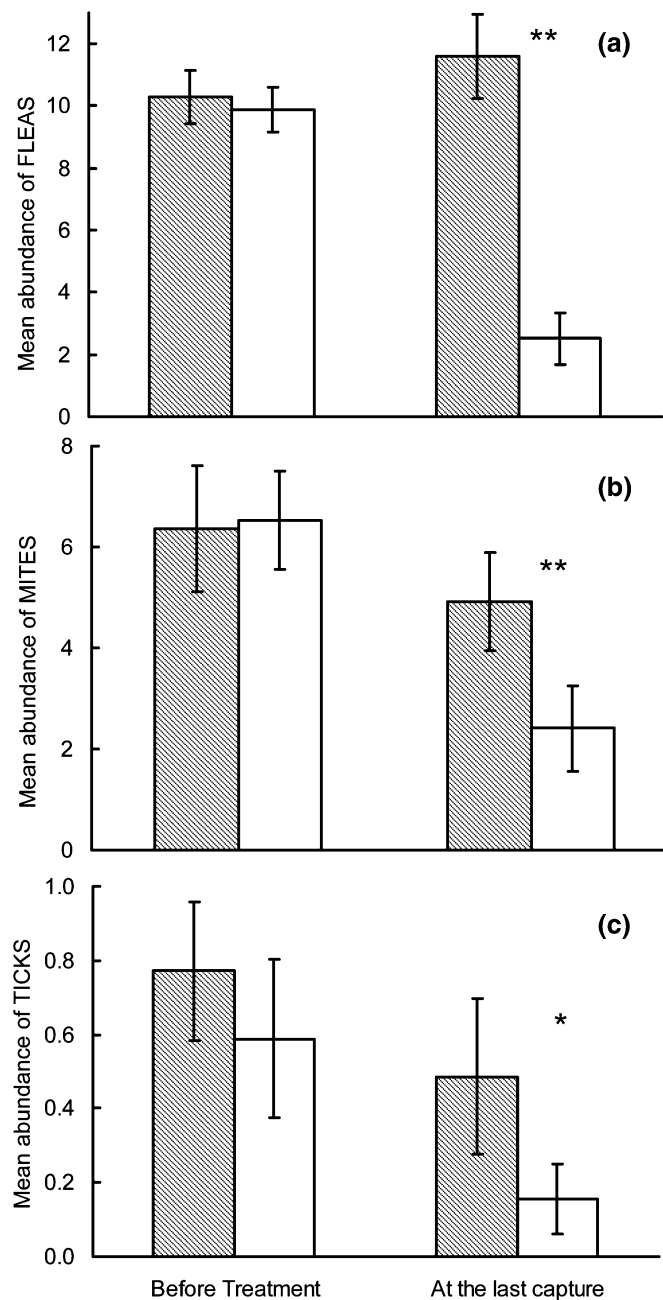 Mean abundance of FLEAS
12
10
8
6
4
2
0
**
(a)
Mean abundance of MITES
8
6
4
2
0
**
(b)
Mean abundance of TICKS
1.0
0.8
0.6
0.4
0.2
0.0
*
(c)
Before Treatment
At the last capture